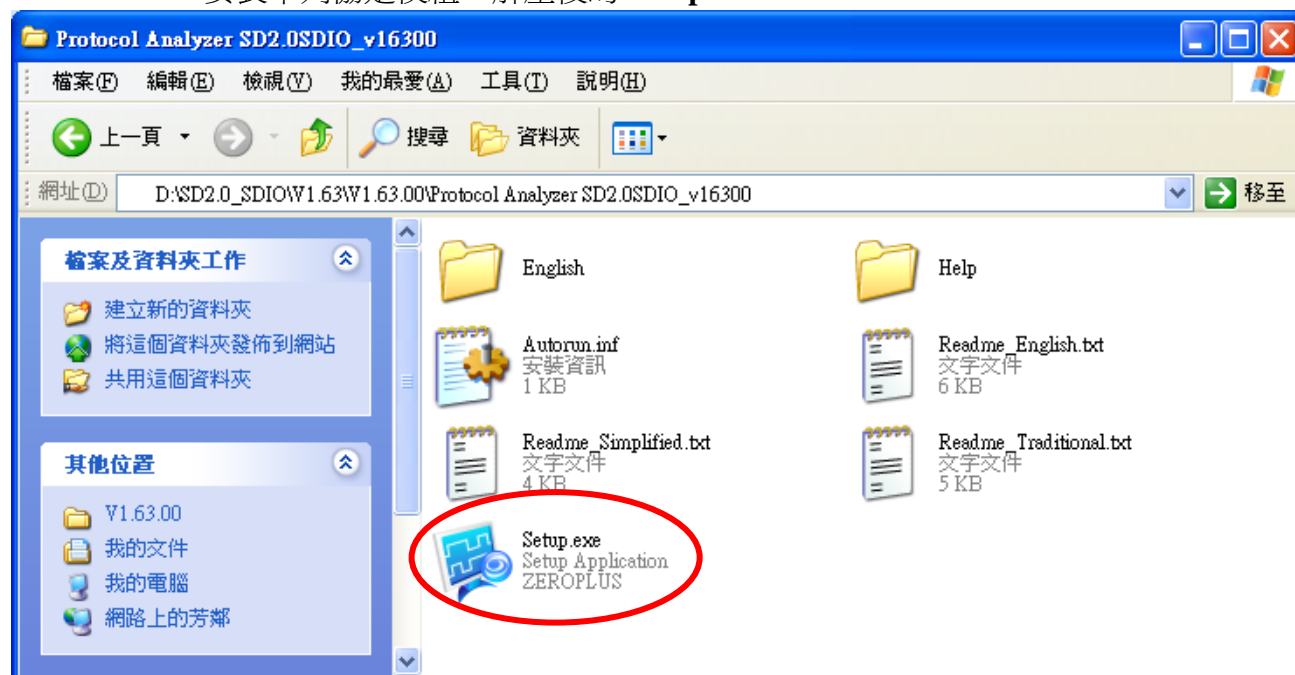 Protocol Analyzer SD2.0SDIO_v16300
檔案(F) 編輯(E) 檢視(V) 我的最愛(A) 工具(T) 說明(H)
上一頁 搜尋 資料夾
網址(D) D:\SD2.0_SDIO\V1.63\V1.63.00\Protocol Analyzer SD2.0SDIO_v16300 移至
檔案及資料夾工作
建立新的資料夾
將這個資料夾發佈到網站
共用這個資料夾
其他位置
V1.63.00
我的文件
我的電腦
網路上的芳鄰
English
Help
Autorun.inf
安裝資訊
1 KB
Readme_English.txt
文字文件
6 KB
Readme_Simplified.txt
文字文件
4 KB
Readme_Traditional.txt
文字文件
5 KB
Setup.exe
Setup Application
ZEROPLUS